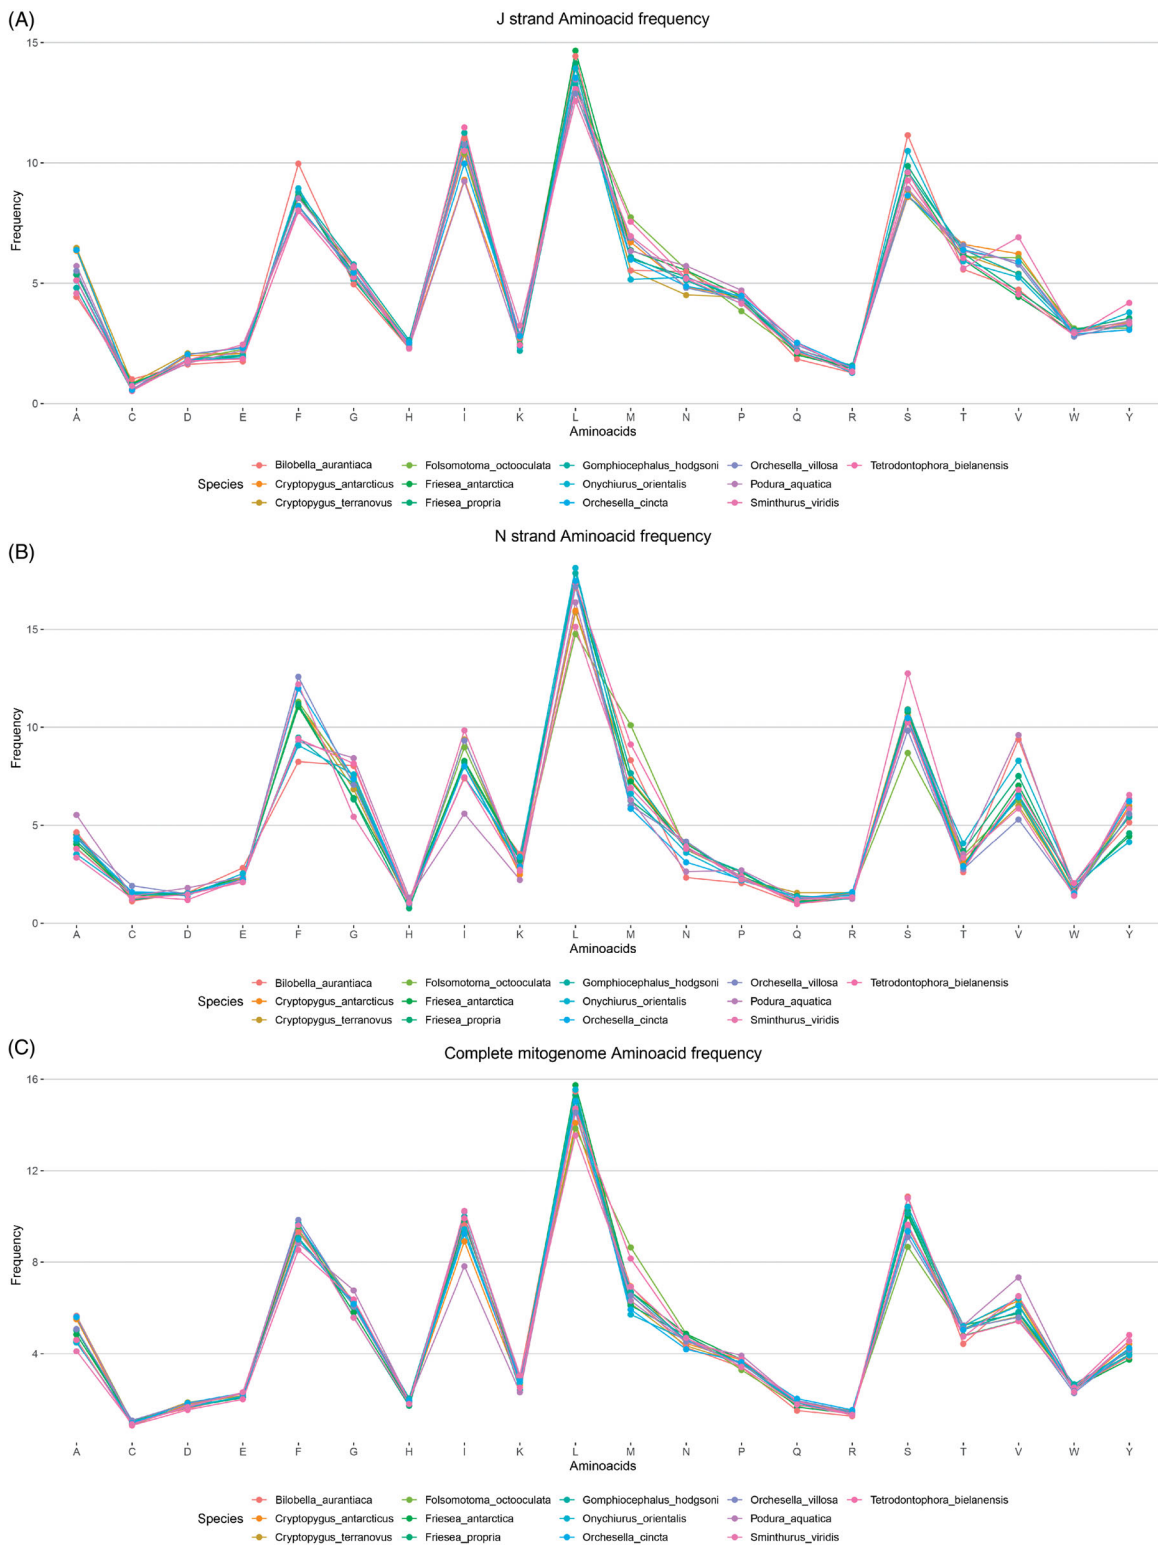 (A)
J strand Aminoacid frequency
15
10
5
0
Frequency
A C D E F G H I K L M N P Q R S T V W Y
Aminoacids
Species
Bilobella_aurantiaca Folsomotoma_octooculata Gomphiocephalus_hodgsoni Orchesella_villosa Tetrodontophora_bielanensis
Cryptopygus_antarcticus Friesea_antarctica Onychiurus_orientalis Podura_aquatica
Cryptopygus_terranovus Friesea_propria Orchesella_cincta Sminthurus_viridis
(B)
N strand Aminoacid frequency
15
10
5
0
Frequency
A C D E F G H I K L M N P Q R S T V W Y
Aminoacids
Species
Bilobella_aurantiaca Folsomotoma_octooculata Gomphiocephalus_hodgsoni Orchesella_villosa Tetrodontophora_bielanensis
Cryptopygus_antarcticus Friesea_antarctica Onychiurus_orientalis Podura_aquatica
Cryptopygus_terranovus Friesea_propria Orchesella_cincta Sminthurus_viridis
(C)
Complete mitogenome Aminoacid frequency
16
12
8
4
Frequency
A C D E F G H I K L M N P Q R S T V W Y
Aminoacids
Species
Bilobella_aurantiaca Folsomotoma_octooculata Gomphiocephalus_hodgsoni Orchesella_villosa Tetrodontophora_bielanensis
Cryptopygus_antarcticus Friesea_antarctica Onychiurus_orientalis Podura_aquatica
Cryptopygus_terranovus Friesea_propria Orchesella_cincta Sminthurus_viridis